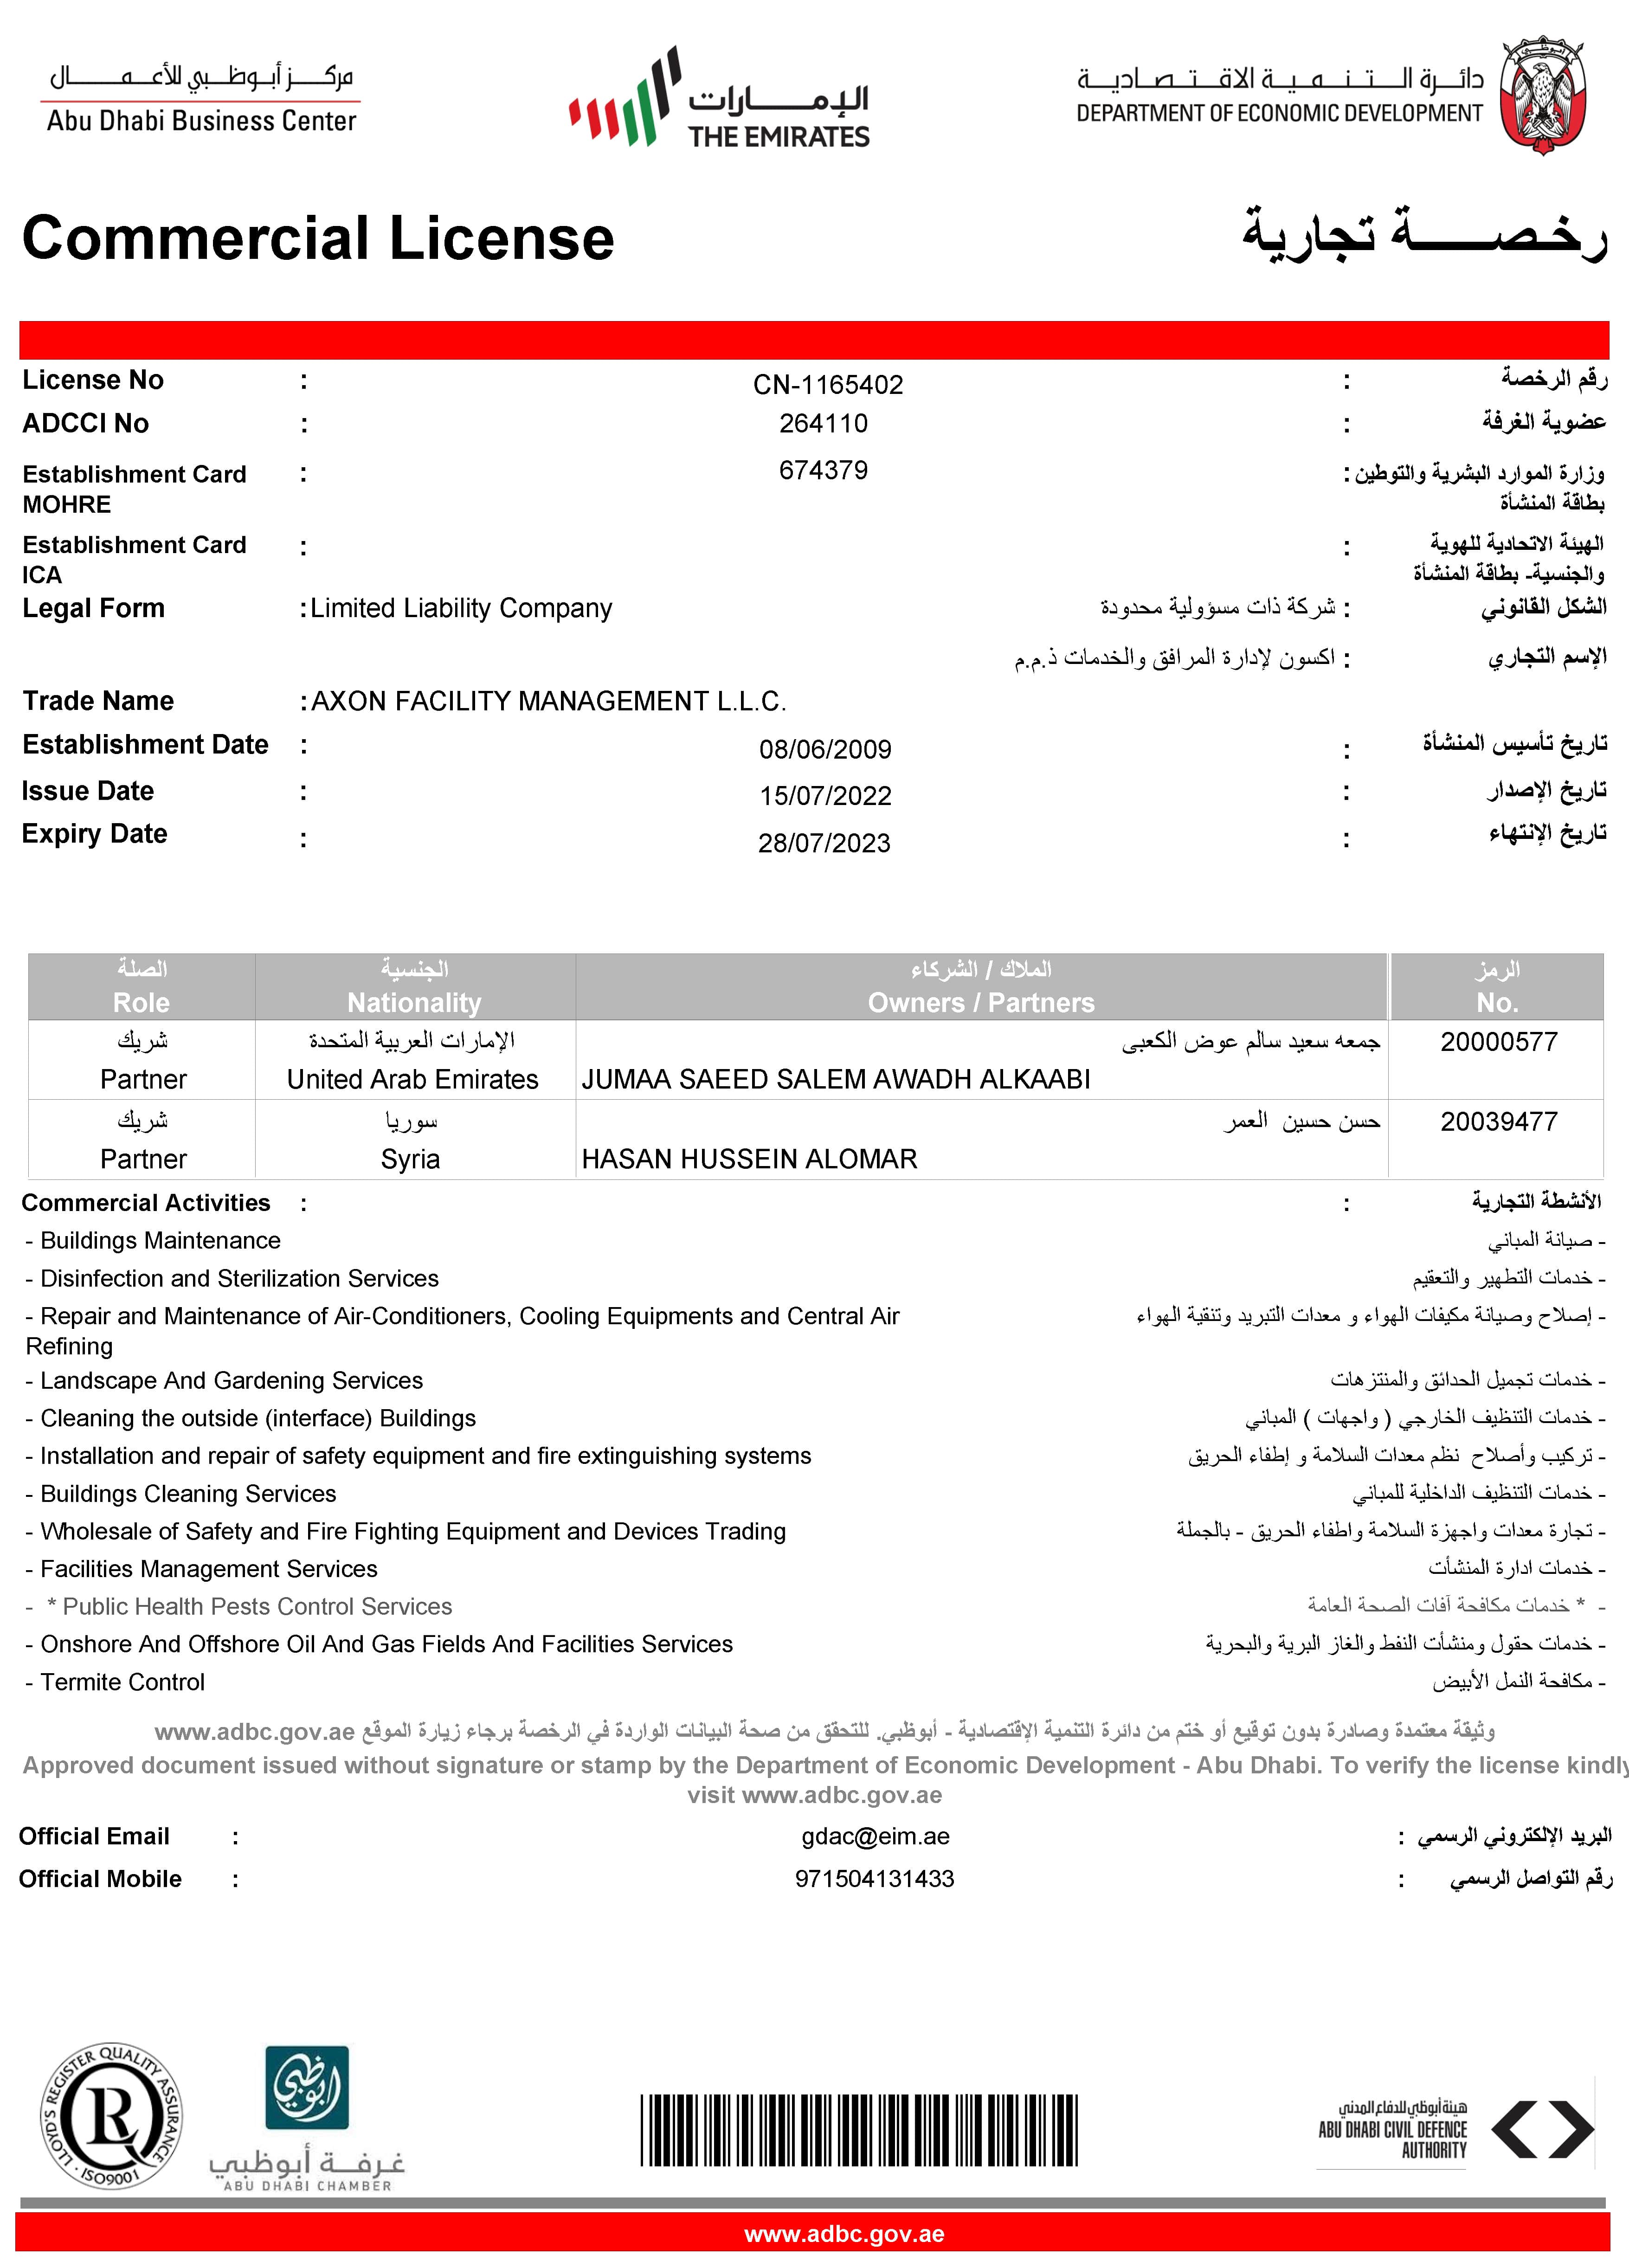 مركز أبوظبي للأعمال
Abu Dhabi Business Center
الإمارات
THE EMIRATES
دائرة التنمية الاقتصادية
DEPARTMENT OF ECONOMIC DEVELOPMENT
أبوظبي
Commercial License
رخصة تجارية
License No : CN-1165402 : رقم الرخصة
ADCCI No : 264110 : عضوية الغرفة
Establishment Card : 674379 : وزارة الموارد البشرية والتوطين
MOHRE بطاقة المنشأة
Establishment Card : : الهيئة الاتحادية للهوية
ICA والجنسية- بطاقة المنشأة
Legal Form : Limited Liability Company شركة ذات مسؤولية محدودة : الشكل القانوني
اكسون لإدارة المرافق والخدمات ذ.م.م : الإسم التجاري
Trade Name : AXON FACILITY MANAGEMENT L.L.C.
Establishment Date : 08/06/2009 : تاريخ تأسيس المنشأة
Issue Date : 15/07/2022 : تاريخ الإصدار
Expiry Date : 28/07/2023 : تاريخ الإنتهاء
الصلة الجنسية الملاك / الشركاء الرمز
Role Nationality Owners / Partners No.
شريك الإمارات العربية المتحدة جمعه سعيد سالم عوض الكعبى 20000577
Partner United Arab Emirates JUMAA SAEED SALEM AWADH ALKAABI
شريك سوريا حسن حسين العمر 20039477
Partner Syria HASAN HUSSEIN ALOMAR
Commercial Activities : : الأنشطة التجارية
- Buildings Maintenance - صيانة المباني
- Disinfection and Sterilization Services - خدمات التطهير والتعقيم
- Repair and Maintenance of Air-Conditioners, Cooling Equipments and Central Air - إصلاح وصيانة مكيفات الهواء و معدات التبريد وتنقية الهواء
Refining
- Landscape And Gardening Services - خدمات تجميل الحدائق والمنتزهات
- Cleaning the outside (interface) Buildings - خدمات التنظيف الخارجي ( واجهات ) المباني
- Installation and repair of safety equipment and fire extinguishing systems - تركيب وأصلاح نظم معدات السلامة و إطفاء الحريق
- Buildings Cleaning Services - خدمات التنظيف الداخلية للمباني
- Wholesale of Safety and Fire Fighting Equipment and Devices Trading - تجارة معدات واجهزة السلامة واطفاء الحريق - بالجملة
- Facilities Management Services - خدمات ادارة المنشأت
- * Public Health Pests Control Services - * خدمات مكافحة آفات الصحة العامة
- Onshore And Offshore Oil And Gas Fields And Facilities Services - خدمات حقول ومنشأت النفط والغاز البرية والبحرية
- Termite Control - مكافحة النمل الأبيض
وثيقة معتمدة وصادرة بدون توقيع أو ختم من دائرة التنمية الإقتصادية - أبوظبي. للتحقق من صحة البيانات الواردة في الرخصة برجاء زيارة الموقع www.adbc.gov.ae
Approved document issued without signature or stamp by the Department of Economic Development - Abu Dhabi. To verify the license kindly
visit www.adbc.gov.ae
Official Email : gdac@eim.ae : البريد الإلكتروني الرسمي
Official Mobile : 971504131433 : رقم التواصل الرسمي
LLOYD'S REGISTER QUALITY ASSURANCE
LRQ
ISO9001
أبوظبي
غرفة أبوظبي
ABU DHABI CHAMBER
هيئة أبوظبي للدفاع المدني
ABU DHABI CIVIL DEFENCE
AUTHORITY
www.adbc.gov.ae